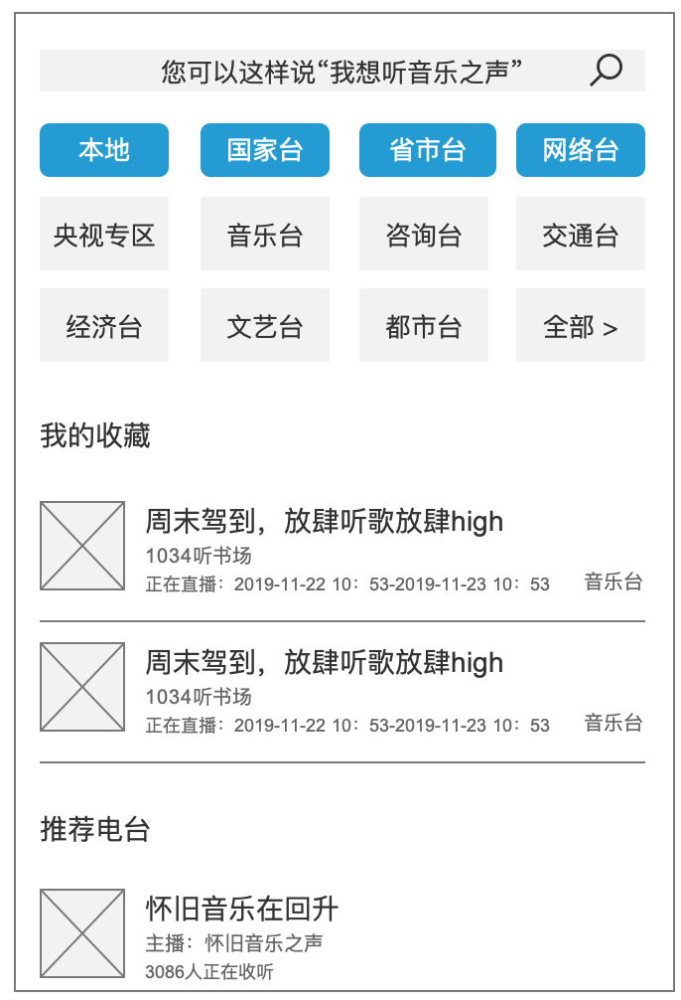 您可以这样说“我想听音乐之声”
本地 国家台 省市台 网络台
央视专区 音乐台 咨询台 交通台
经济台 文艺台 都市台 全部 >
我的收藏
周末驾到，放肆听歌放肆high
1034听书场
正在直播：2019-11-22 10：53-2019-11-23 10：53 音乐台
周末驾到，放肆听歌放肆high
1034听书场
正在直播：2019-11-22 10：53-2019-11-23 10：53 音乐台
推荐电台
怀旧音乐在回升
主播：怀旧音乐之声
3086人正在收听